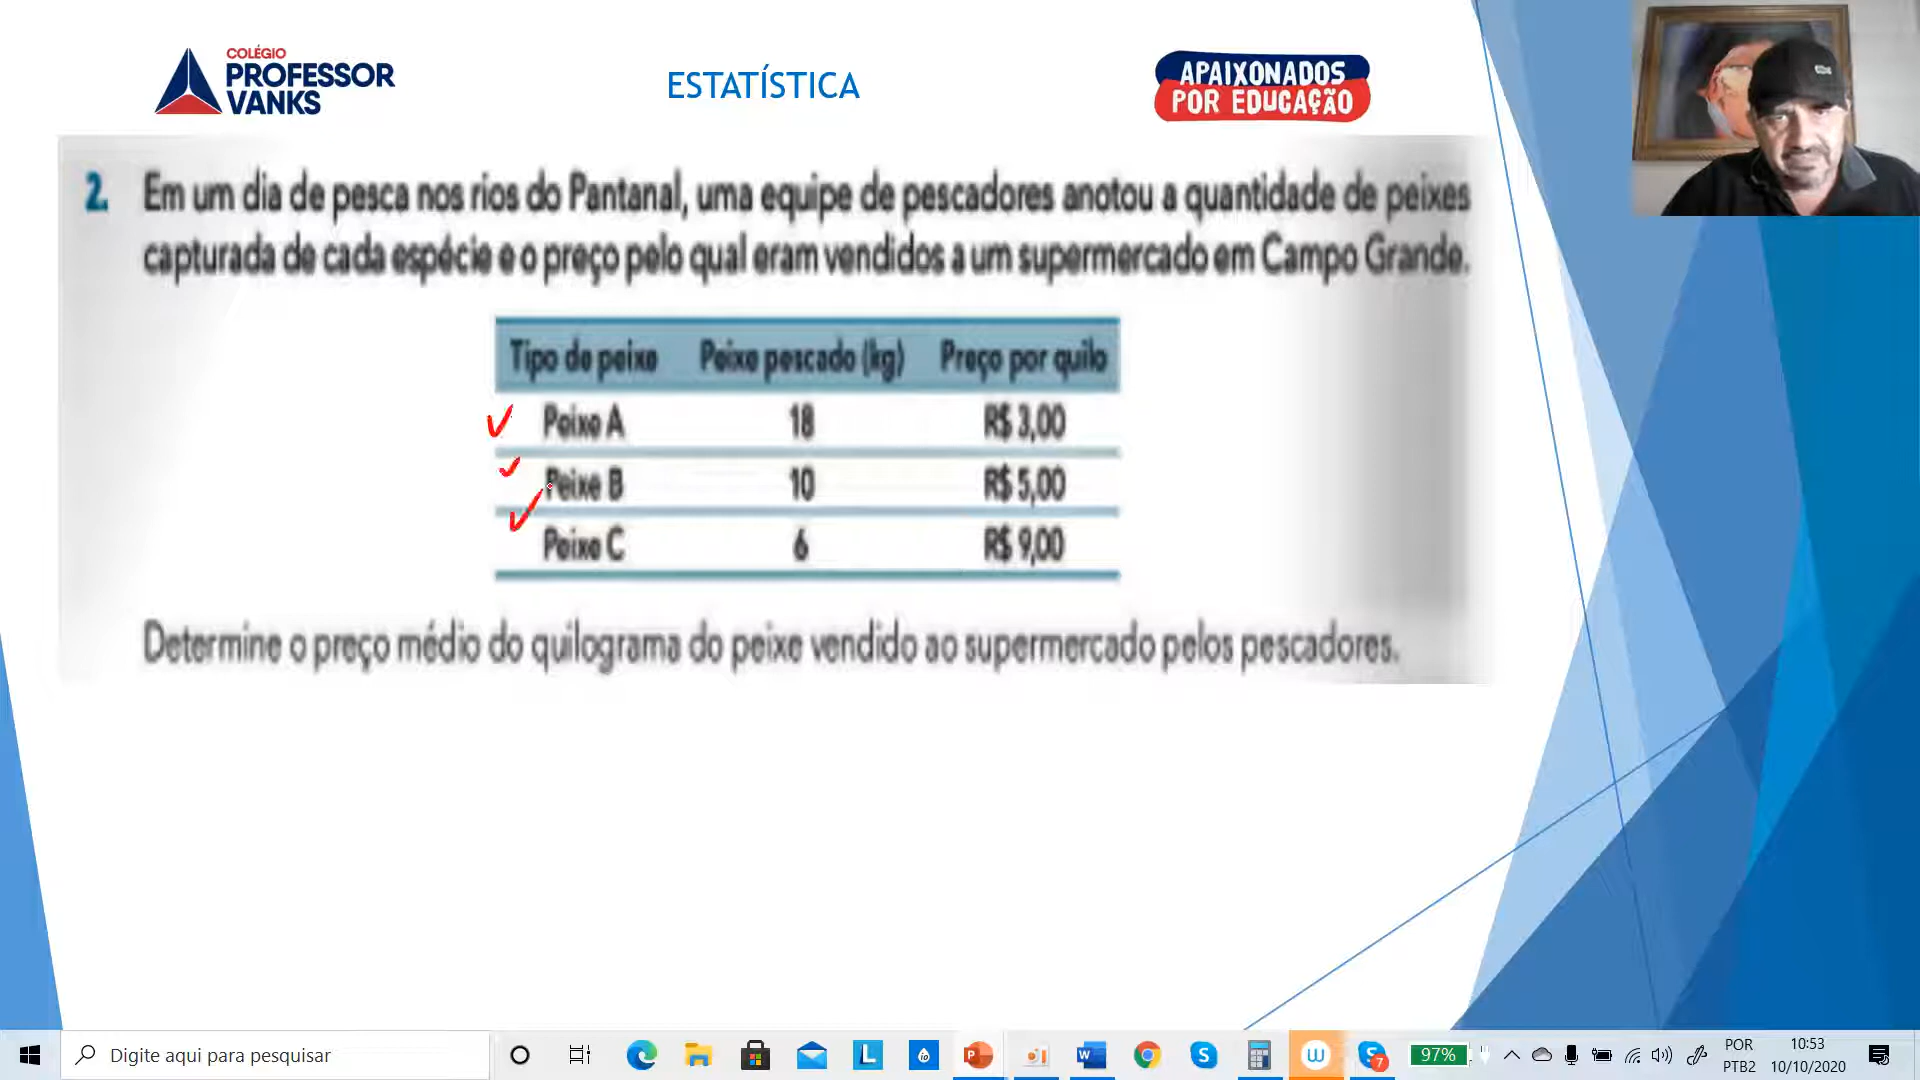 COLÉGIO
PROFESSOR
VANKS
ESTATÍSTICA
APAIXONADOS
POR EDUCAÇÃO
2. Em um dia de pesca nos rios do Pantanal, uma equipe de pescadores anotou a quantidade de peixes
capturada de cada espécie e o preço pelo qual eram vendidos a um supermercado em Campo Grande.
Tipo de peixe Peixe pescado (kg) Preço por quilo
Peixe A 18 R$ 3,00
Peixe B 10 R$ 5,00
Peixe C 6 R$ 9,00
Determine o preço médio do quilograma do peixe vendido ao supermercado pelos pescadores.
Digite aqui para pesquisar
97%
POR
PTB2
10:53
10/10/2020